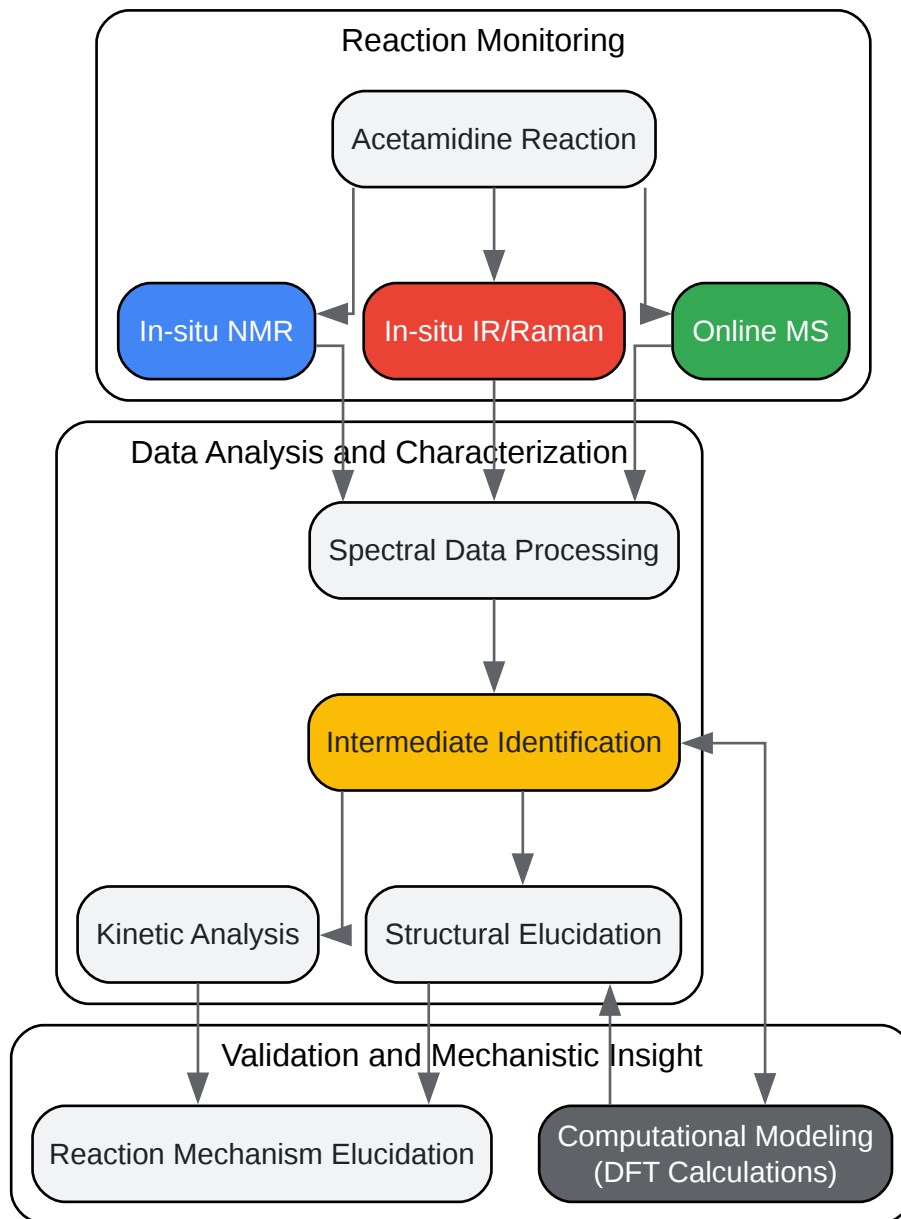 Reaction Monitoring
Acetamidine Reaction
In-situ NMR
In-situ IR/Raman
Online MS
Data Analysis and Characterization
Spectral Data Processing
Intermediate Identification
Kinetic Analysis
Structural Elucidation
Validation and Mechanistic Insight
Reaction Mechanism Elucidation
Computational Modeling
(DFT Calculations)